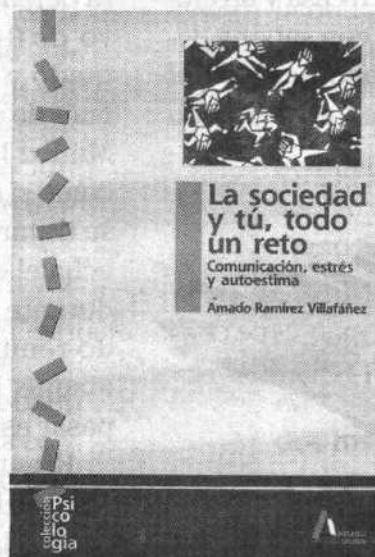 La sociedad
y tú, todo
un reto
Comunicación, estrés
y autoestima
Amado Ramírez Villafáñez
colección
Psi
co
lo
gía